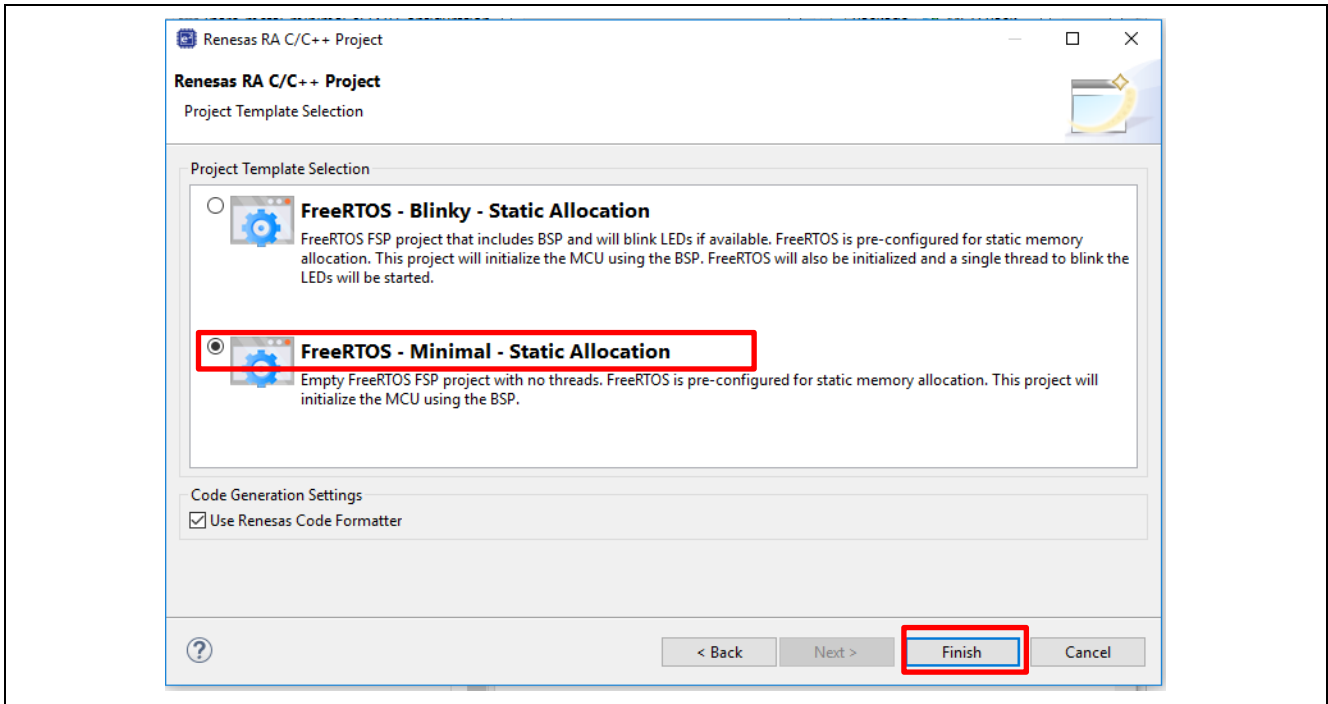 Renesas RA C/C++ Project
Renesas RA C/C++ Project
Project Template Selection
Project Template Selection
FreeRTOS - Blinky - Static Allocation
FreeRTOS FSP project that includes BSP and will blink LEDs if available. FreeRTOS is pre-configured for static memory
allocation. This project will initialize the MCU using the BSP. FreeRTOS will also be initialized and a single thread to blink the
LEDs will be started.
FreeRTOS - Minimal - Static Allocation
Empty FreeRTOS FSP project with no threads. FreeRTOS is pre-configured for static memory allocation. This project will
initialize the MCU using the BSP.
Code Generation Settings
Use Renesas Code Formatter
?
< Back
Next >
Finish
Cancel